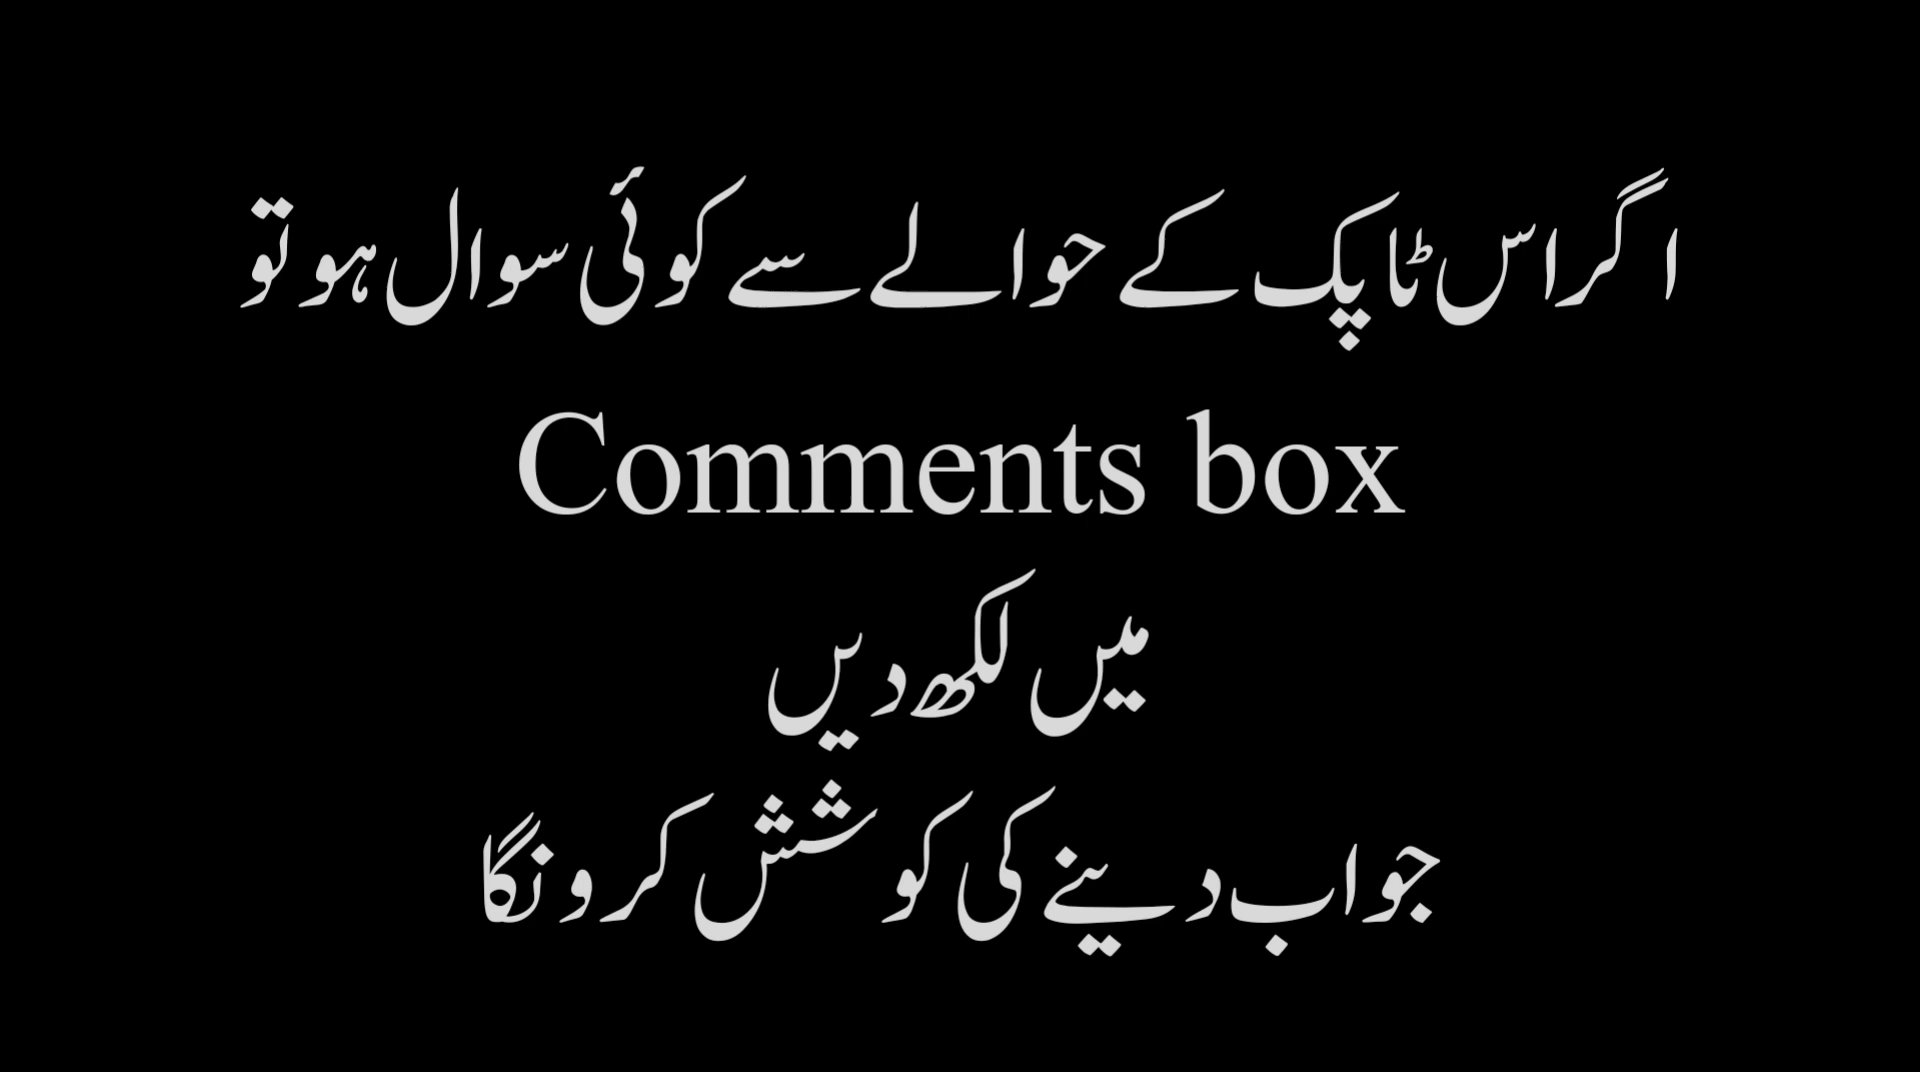 اگر اس ٹاپک کے حوالے سے کوئی سوال ہو تو
Comments box
میں لکھ دیں
جواب دینے کی کوشش کرونگا